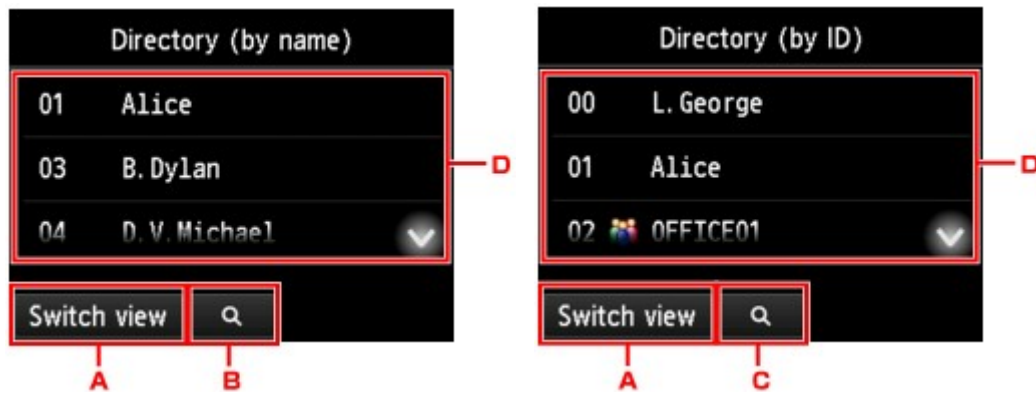 Directory (by name)
01 Alice
03 B.Dylan
04 D.V.Michael
D
Switch view
A
B
Directory (by ID)
00 L.George
01 Alice
02 OFFICE01
D
Switch view
A
C